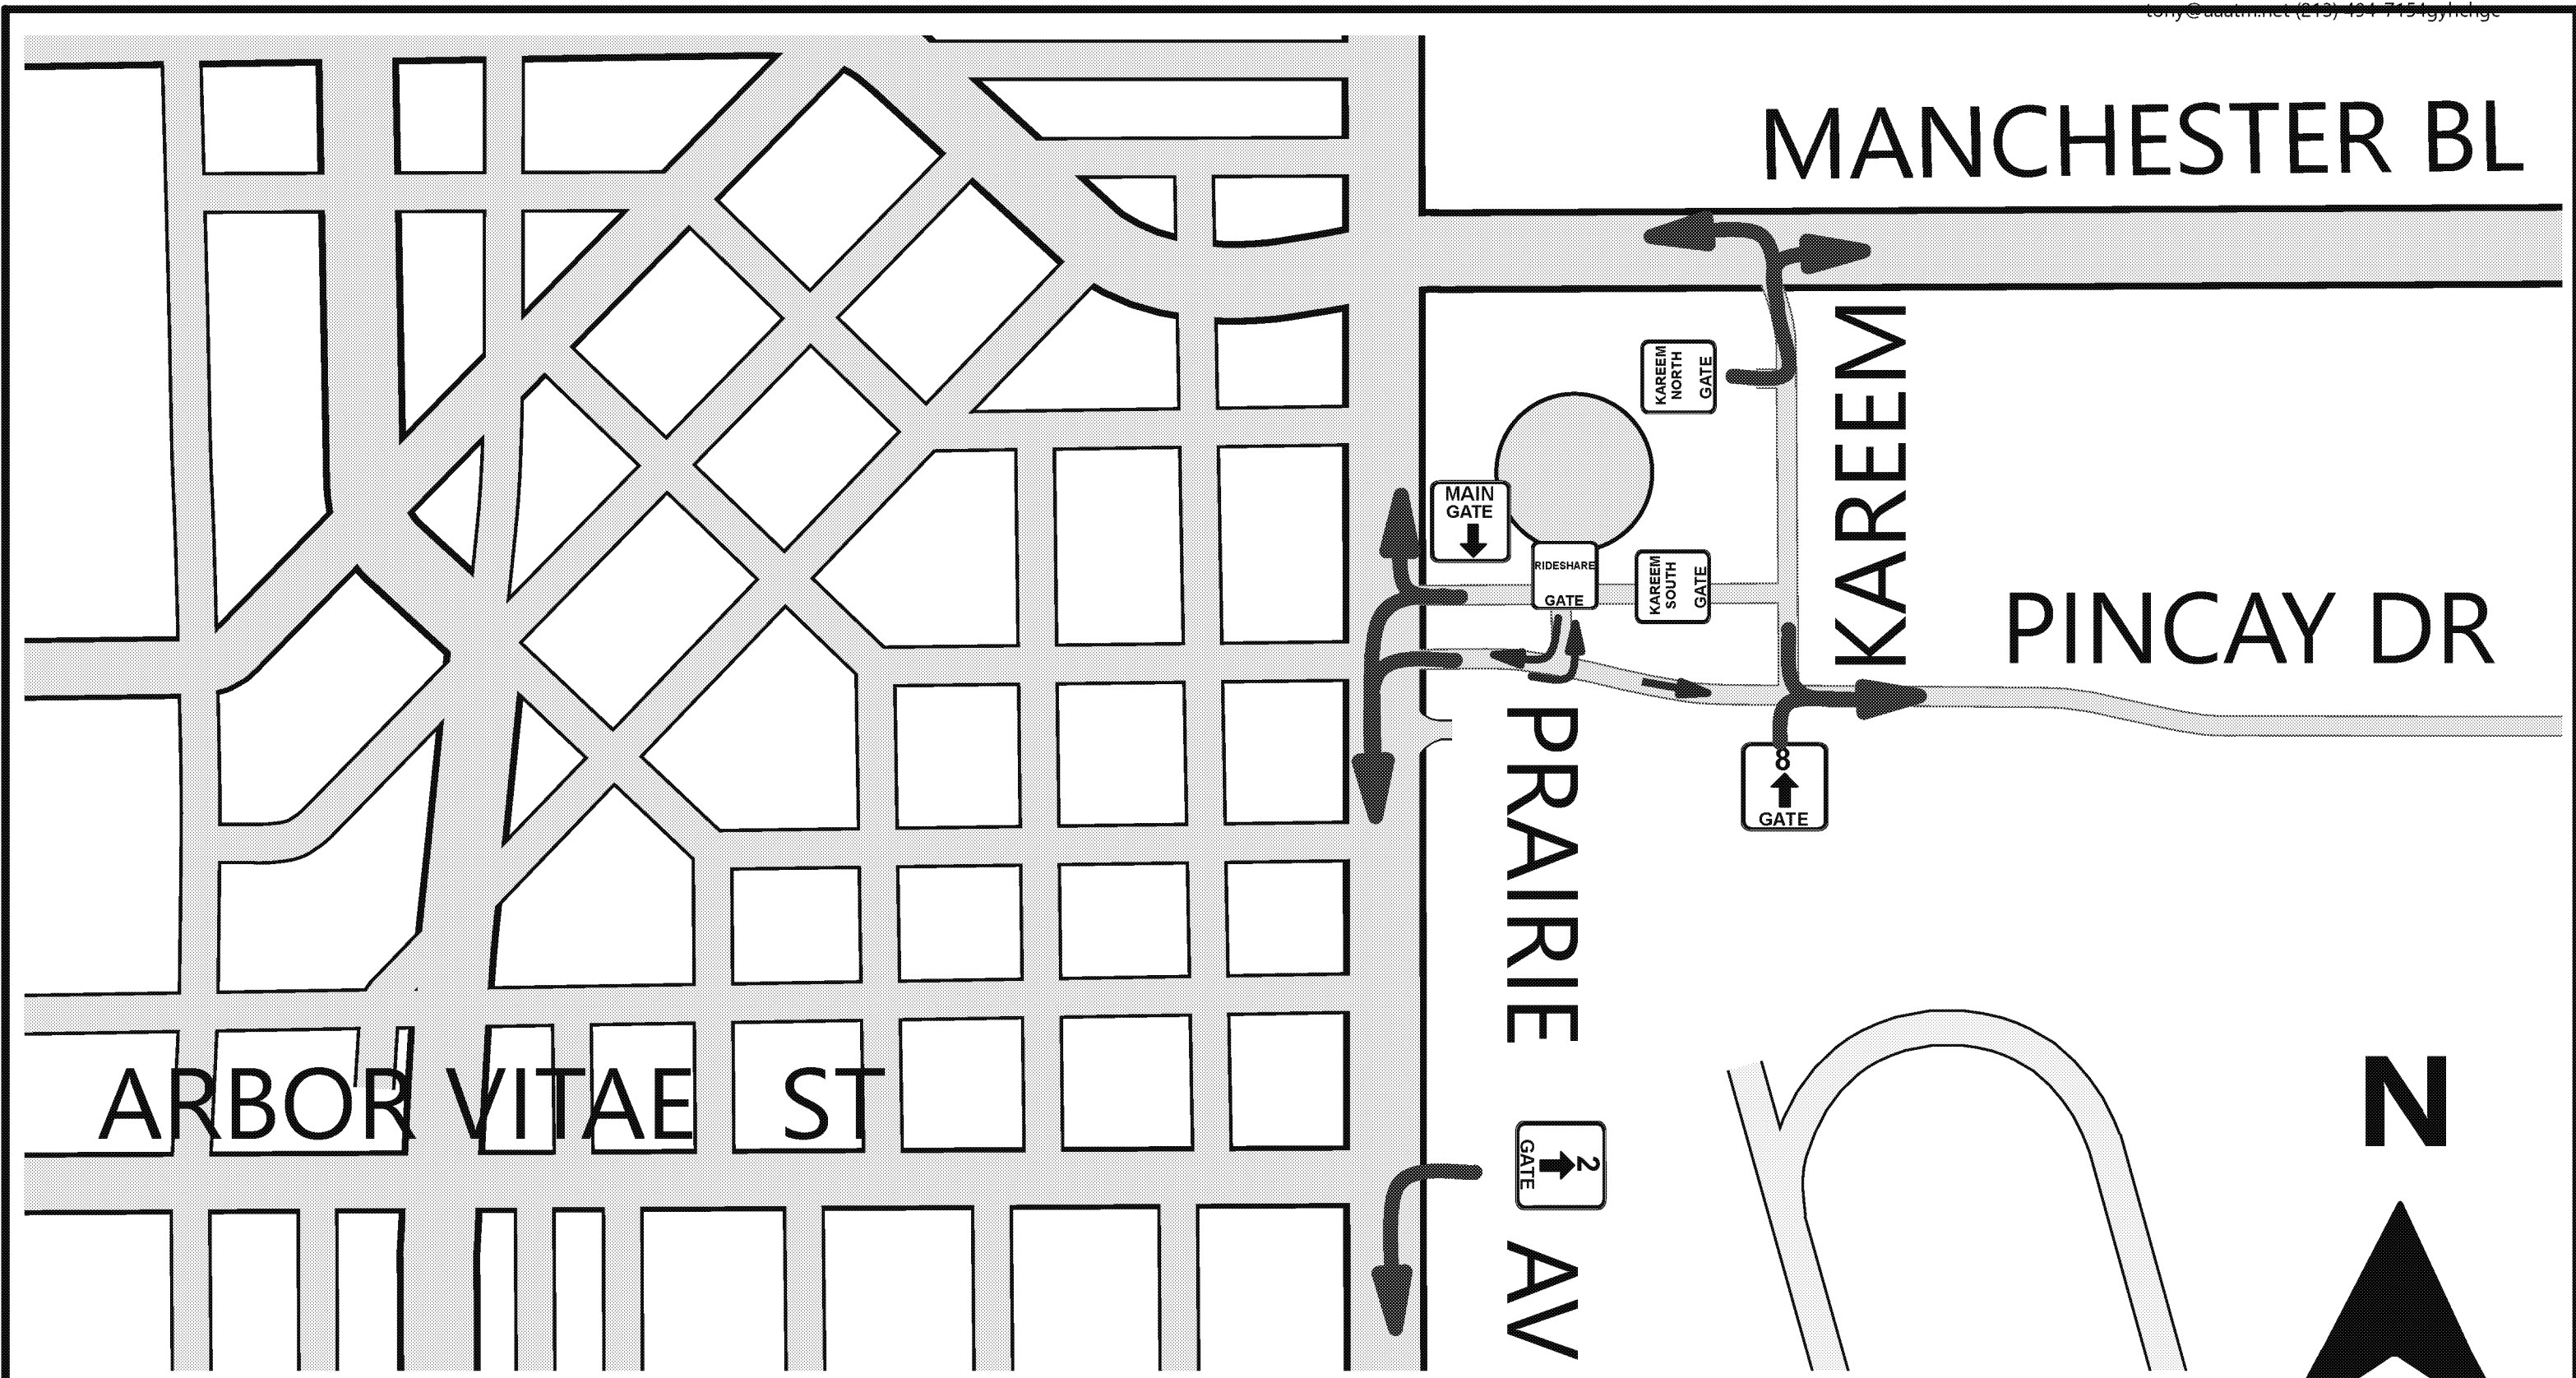 MANCHESTER BL
KAREEM
NORTH
GATE
KAREEM
MAIN
GATE
RIDESHARE
GATE
KAREEM
SOUTH
GATE
PINCAY DR
PRAIRIE AV
8
GATE
ARBOR VITAE ST
2
GATE
N